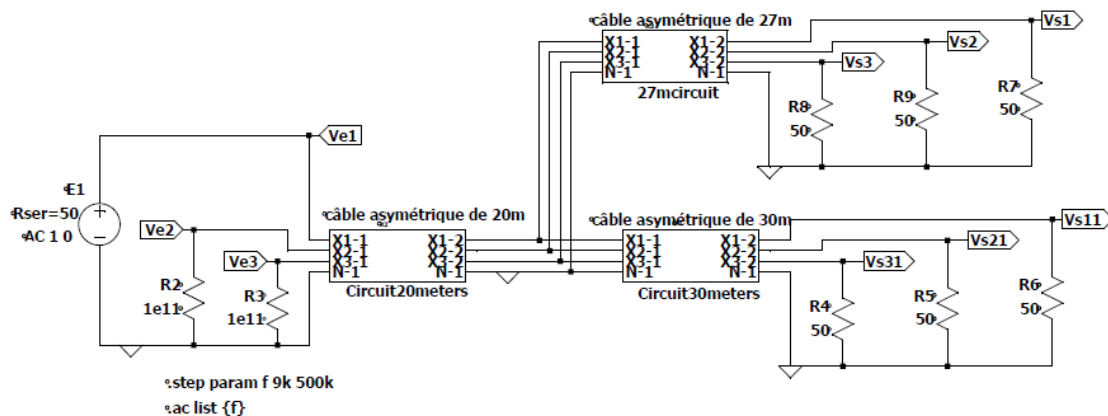 câble asymétrique de 27m
X1-1 X1-2
X2-1 X2-2
X3-1 X3-2
N-1 N-1
27mcircuit
Vs1
Vs2
Vs3
R8
50
R9
50
R7
50
Ve1
E1
Rser=50
AC 1 0
Ve2
Ve3
R2
1e11
R3
1e11
câble asymétrique de 20m
X1-1 X1-2
X2-1 X2-2
X3-1 X3-2
N-1 N-1
Circuit20meters
câble asymétrique de 30m
X1-1 X1-2
X2-1 X2-2
X3-1 X3-2
N-1 N-1
Circuit30meters
Vs11
Vs21
Vs31
R4
50
R5
50
R6
50
.step param f 9k 500k
.ac list {f}